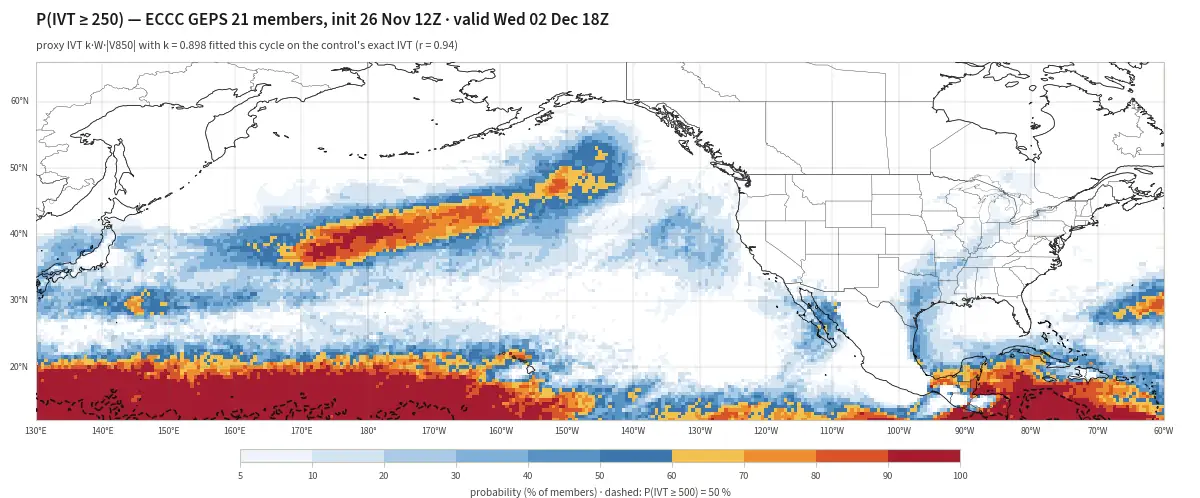 P(IVT ≥ 250) — ECCC GEPS 21 members, init 26 Nov 12Z · valid Wed 02 Dec 18Z
proxy IVT k·W·|V850| with k = 0.898 fitted this cycle on the control's exact IVT (r = 0.94)
60°N
50°N
40°N
30°N
20°N
130°E 140°E 150°E 160°E 170°E 180° 170°W 160°W 150°W 140°W 130°W 120°W 110°W 100°W 90°W 80°W 70°W 60°W
5 10 20 30 40 50 60 70 80 90 100
probability (% of members) · dashed: P(IVT ≥ 500) = 50 %